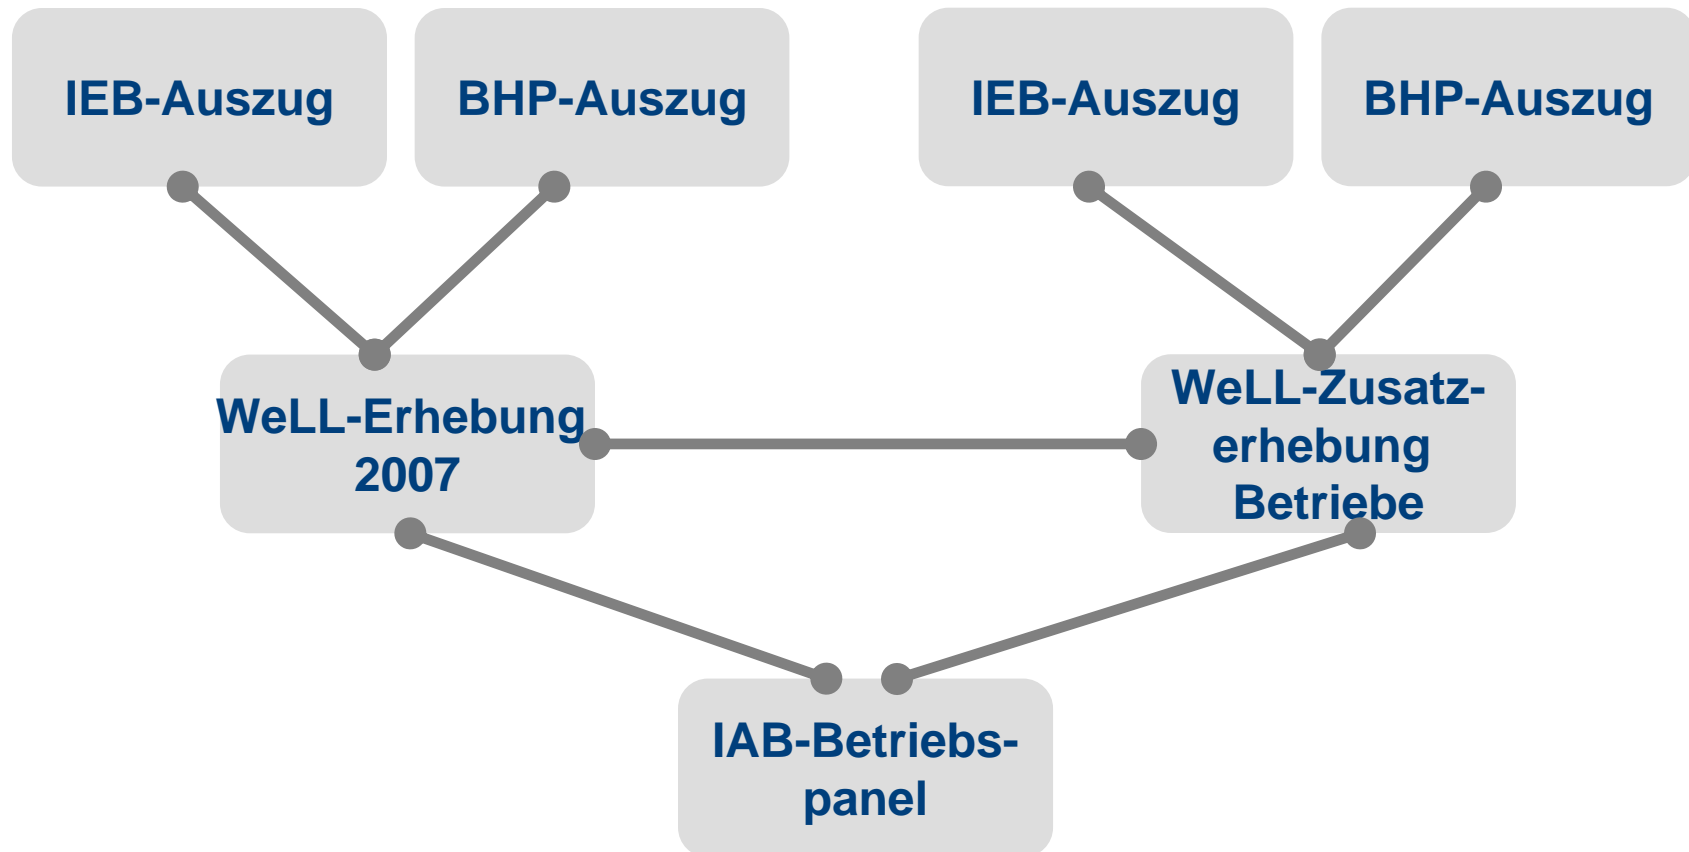 IEB-Auszug
BHP-Auszug
IEB-Auszug
BHP-Auszug
WeLL-Erhebung
2007
WeLL-Zusatz-
erhebung
Betriebe
IAB-Betriebs-
panel